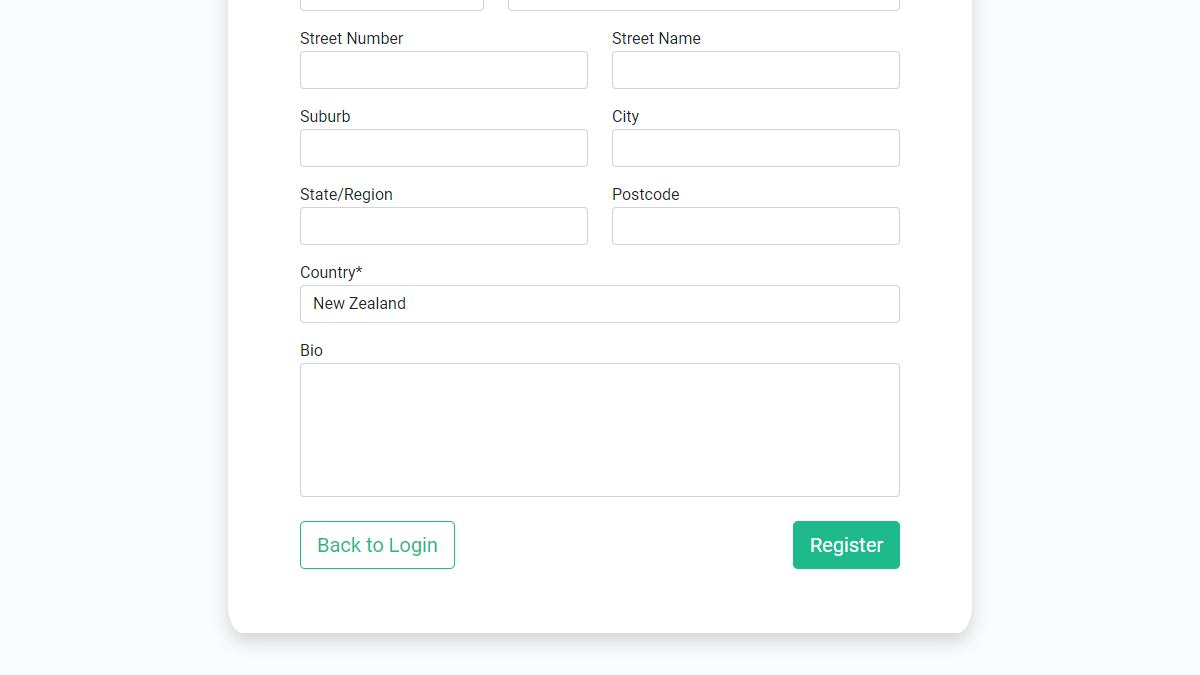 Street Number
Street Name
Suburb
City
State/Region
Postcode
Country*
New Zealand
Bio
Back to Login
Register